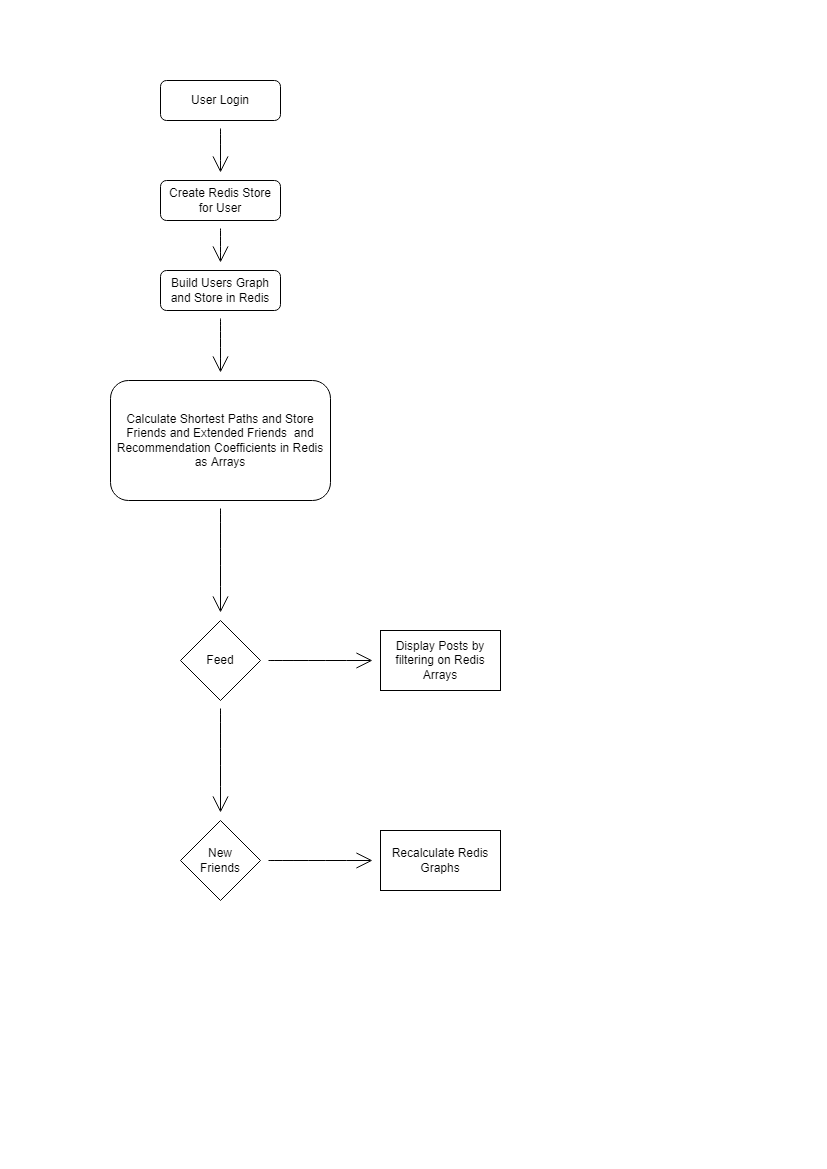 User Login
Create Redis Store
for User
Build Users Graph
and Store in Redis
Calculate Shortest Paths and Store
Friends and Extended Friends  and
Recommendation Coefficients in Redis
as Arrays
Feed
Display Posts by
filtering on Redis
Arrays
New
Friends
Recalculate Redis
Graphs